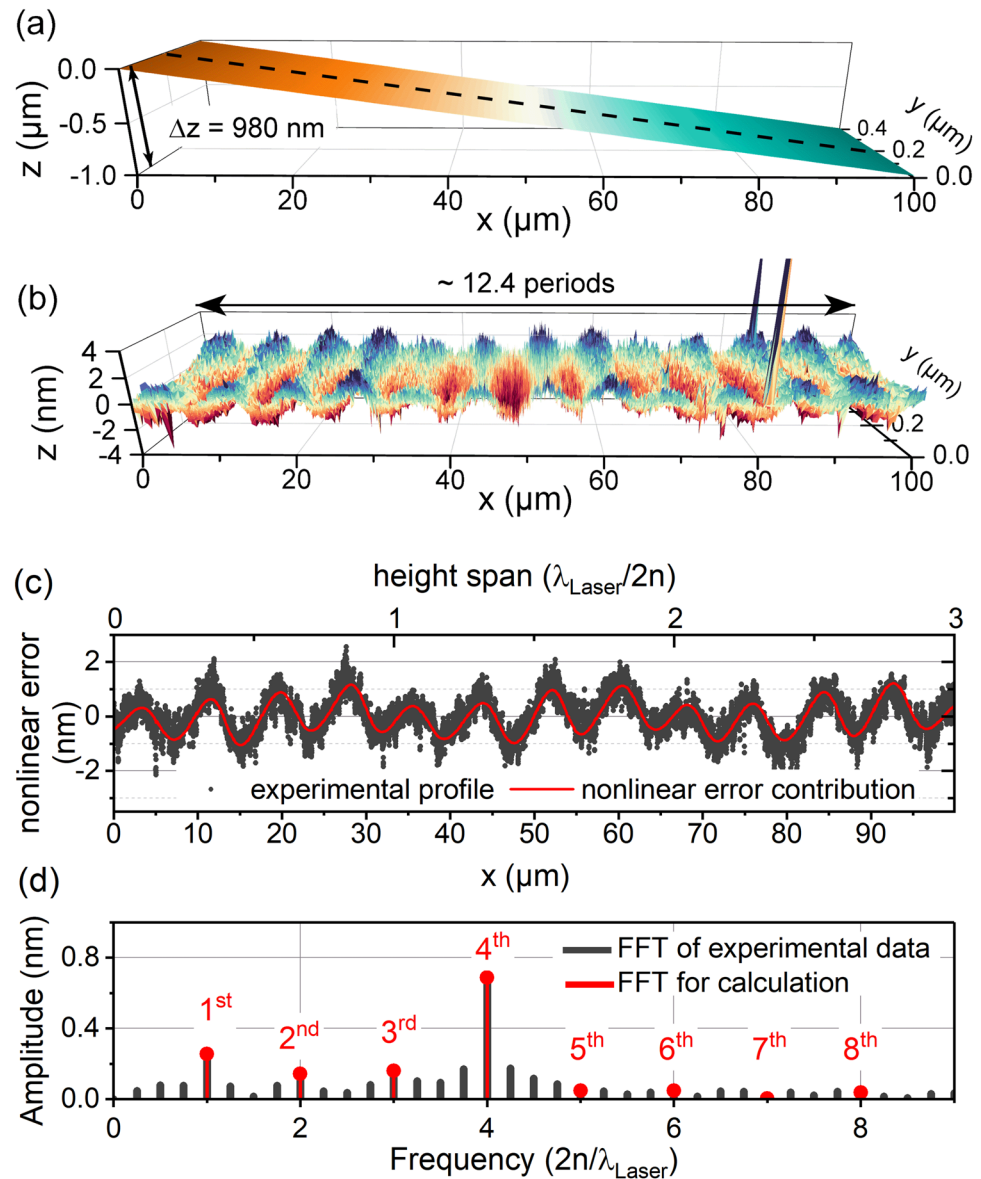 (a)
0.0
-0.5
-1.0
z (µm)
Δz = 980 nm
y (µm)
0.4
0.2
0.0
0 20 40 60 80 100
x (µm)
(b)
~ 12.4 periods
4
2
0
-2
-4
z (nm)
y (µm)
0.2
0.0
0 20 40 60 80 100
x (µm)
(c)
height span (λLaser/2n)
0 1 2 3
nonlinear error
(nm)
2
0
-2
experimental profile nonlinear error contribution
0 10 20 30 40 50 60 70 80 90
x (µm)
(d)
Amplitude (nm)
0.8
0.4
0.0
1st 2nd 3rd 4th 5th 6th 7th 8th
FFT of experimental data
FFT for calculation
0 2 4 6 8
Frequency (2n/λLaser)